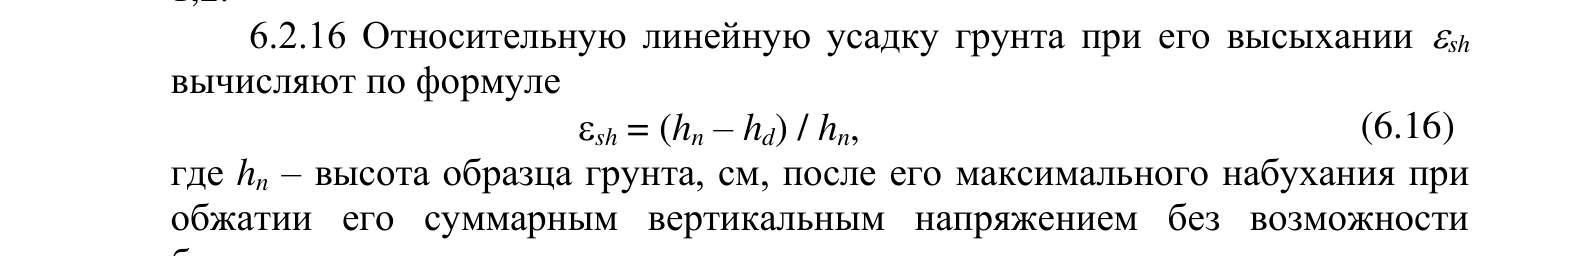 6.2.16 Относительную линейную усадку грунта при его высыхании εsh
вычисляют по формуле
εsh = (hn – hd) / hn, (6.16)
где hn – высота образца грунта, см, после его максимального набухания при
обжатии его суммарным вертикальным напряжением без возможности